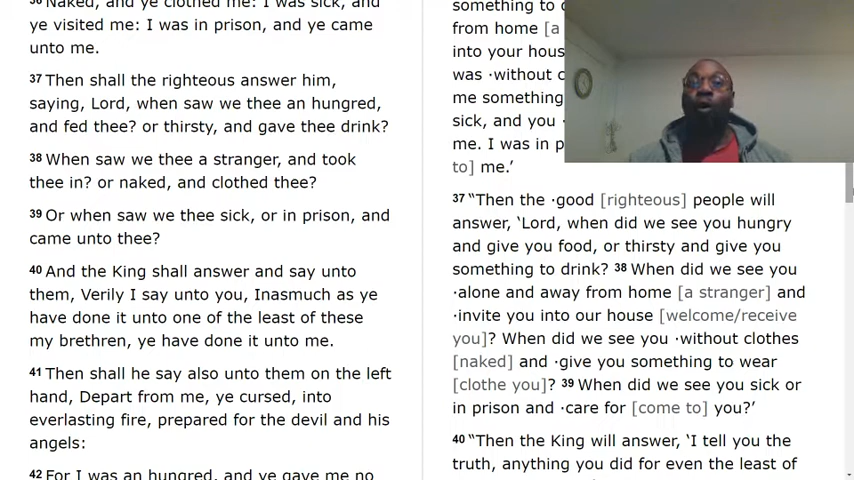 36 Naked, and ye clothed me: I was sick, and
ye visited me: I was in prison, and ye came
unto me.
37 Then shall the righteous answer him,
saying, Lord, when saw we thee an hungred,
and fed thee? or thirsty, and gave thee drink?
38 When saw we thee a stranger, and took
thee in? or naked, and clothed thee?
39 Or when saw we thee sick, or in prison, and
came unto thee?
40 And the King shall answer and say unto
them, Verily I say unto you, Inasmuch as ye
have done it unto one of the least of these
my brethren, ye have done it unto me.
41 Then shall he say also unto them on the left
hand, Depart from me, ye cursed, into
everlasting fire, prepared for the devil and his
angels:
42 For I was an hungred, and ye gave me no
something to
from home [a
into your
was ·without
me something
sick, and you
me. I was in
to] me.’
37 “Then the ·good [righteous] people will
answer, ‘Lord, when did we see you hungry
and give you food, or thirsty and give you
something to drink? 38 When did we see you
·alone and away from home [a stranger] and
·invite you into our house [welcome/receive
you]? When did we see you ·without clothes
[naked] and ·give you something to wear
[clothe you]? 39 When did we see you sick or
in prison and ·care for [come to] you?’
40 “Then the King will answer, ‘I tell you the
truth, anything you did for even the least of